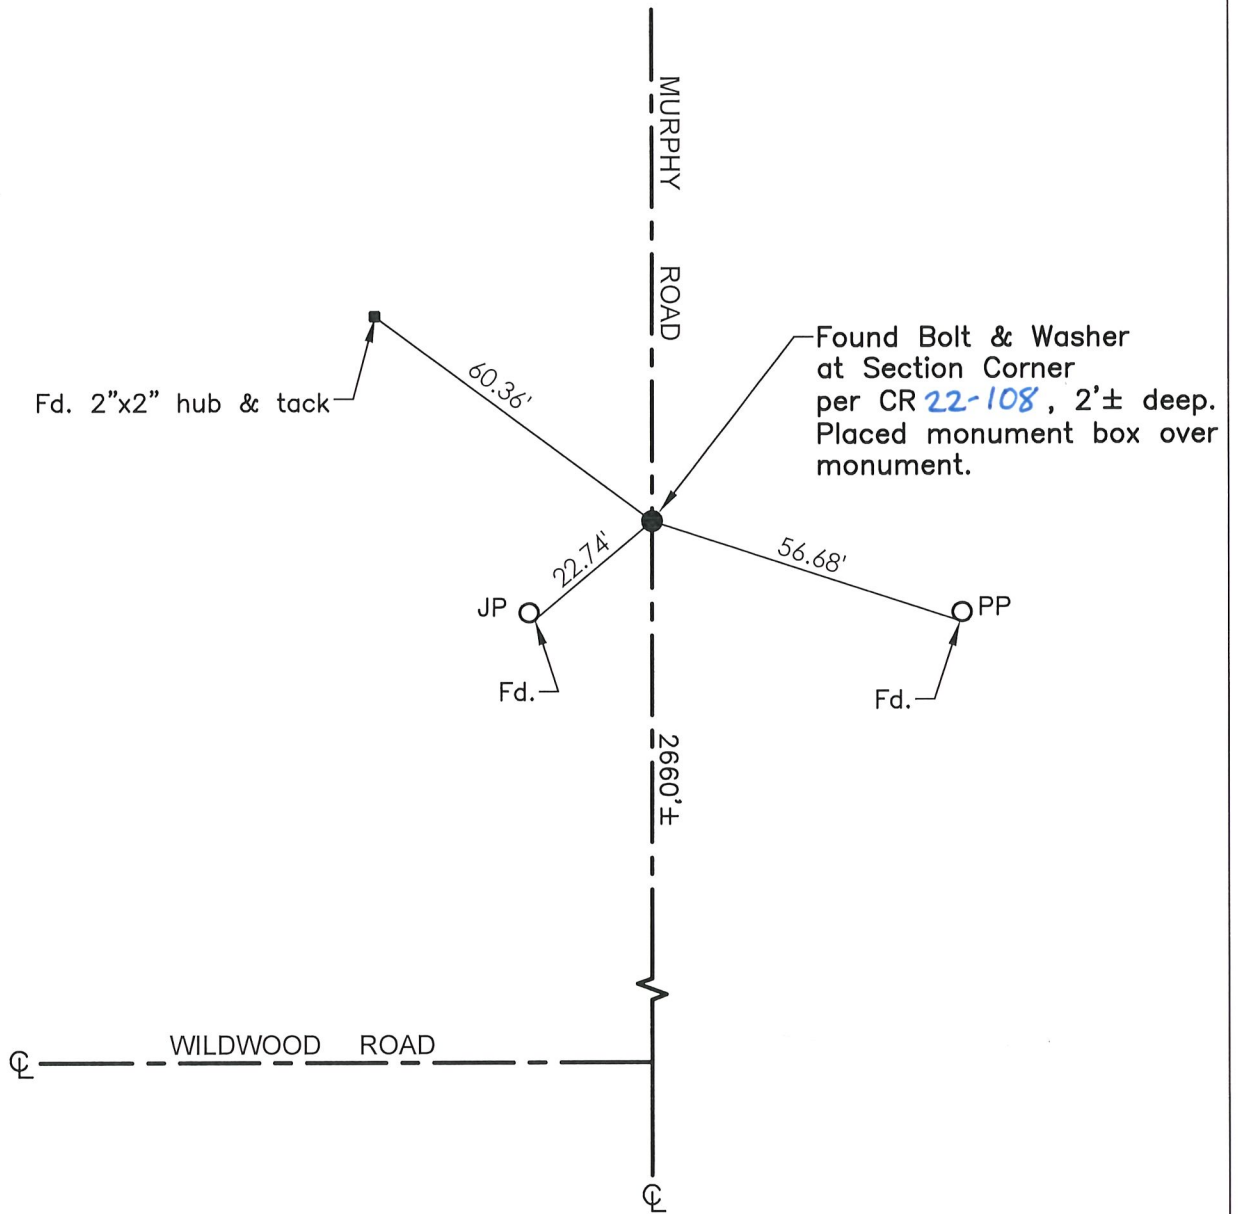 MURPHY ROAD
Found Bolt & Washer
at Section Corner
per CR 22-108, 2'± deep.
Placed monument box over
monument.
60.36'
Fd. 2"x2" hub & tack
22.74'
56.68'
JP
PP
Fd.
Fd.
2660'±
WILDWOOD ROAD
℄
℄